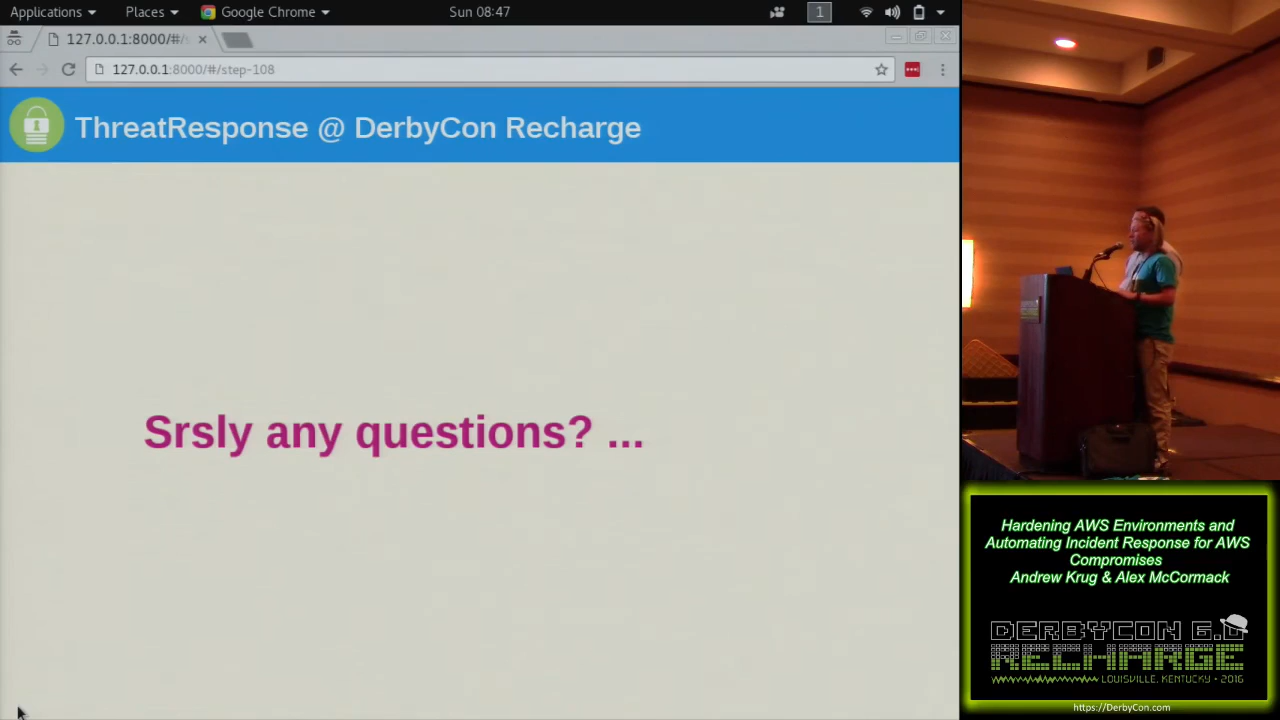 Applications
Places
Google Chrome
Sun 08:47
1
127.0.0.1:8000/#/s
127.0.0.1:8000/#/step-108
ThreatResponse @ DerbyCon Recharge
Srsly any questions? ...
Hardening AWS Environments and
Automating Incident Response for AWS
Compromises
Andrew Krug & Alex McCormack
DERBYCON 6.0
RECHARGE
LOUISVILLE, KENTUCKY • 2016
https://DerbyCon.com